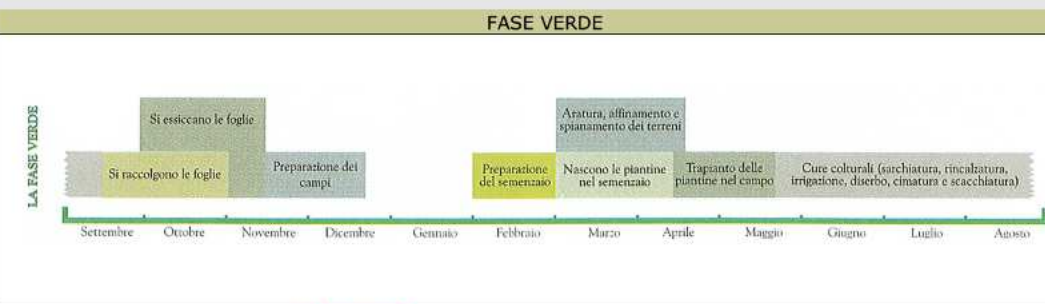 FASE VERDE
LA FASE VERDE
Si essiccano le foglie
Aratura, affinamento e
spianamento dei terreni
Si raccolgono le foglie
Preparazione dei
campi
Preparazione
del semenzaio
Nascono le piantine
nel semenzaio
Trapianto delle
piantine nel campo
Cure colturali (sarchiatura, rincalzatura,
irrigazione, diserbo, cimatura e scacchiatura)
Settembre Ottobre Novembre Dicembre Gennaio Febbraio Marzo Aprile Maggio Giugno Luglio Agosto